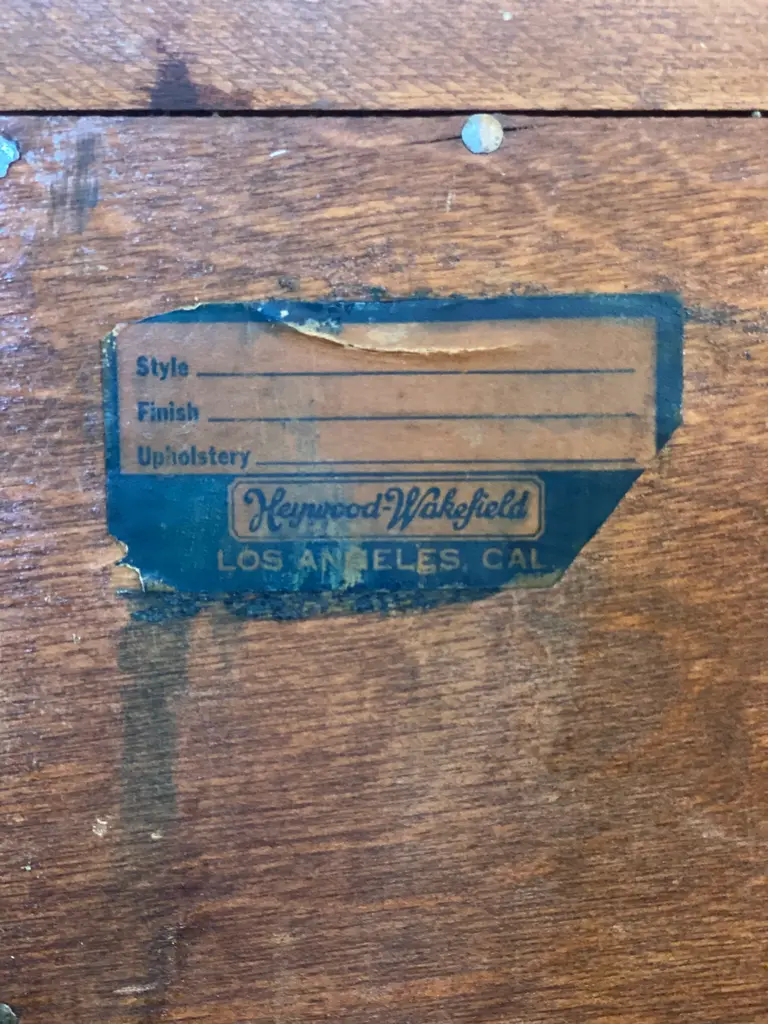 Style
Finish
Upholstery
Heywood-Wakefield
LOS ANGELES, CAL